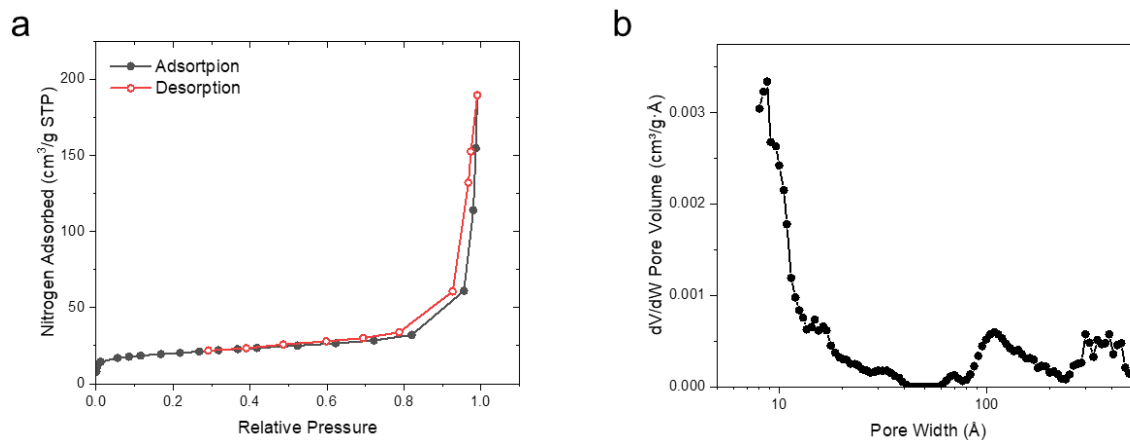 a
Adsortpion
Desorption
Nitrogen Adsorbed (cm³/g STP)
200
150
100
50
0
0.0 0.2 0.4 0.6 0.8 1.0
Relative Pressure
b
dV/dW Pore Volume (cm³/g·Å)
0.003
0.002
0.001
0.000
10 100
Pore Width (Å)